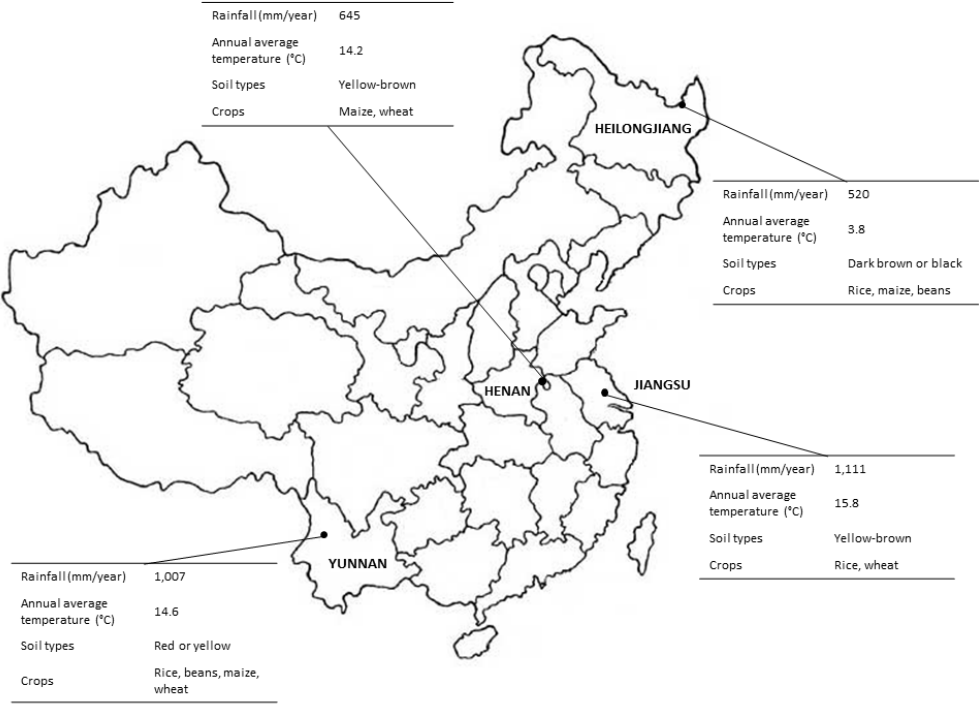 Rainfall (mm/year) 645
Annual average
temperature (°C) 14.2
Soil types Yellow-brown
Crops Maize, wheat
HEILONGJIANG
Rainfall (mm/year) 520
Annual average
temperature (°C) 3.8
Soil types Dark brown or black
Crops Rice, maize, beans
HENAN
JIANGSU
Rainfall (mm/year) 1,111
Annual average
temperature (°C) 15.8
Soil types Yellow-brown
Crops Rice, wheat
YUNNAN
Rainfall (mm/year) 1,007
Annual average
temperature (°C) 14.6
Soil types Red or yellow
Crops Rice, beans, maize,
wheat